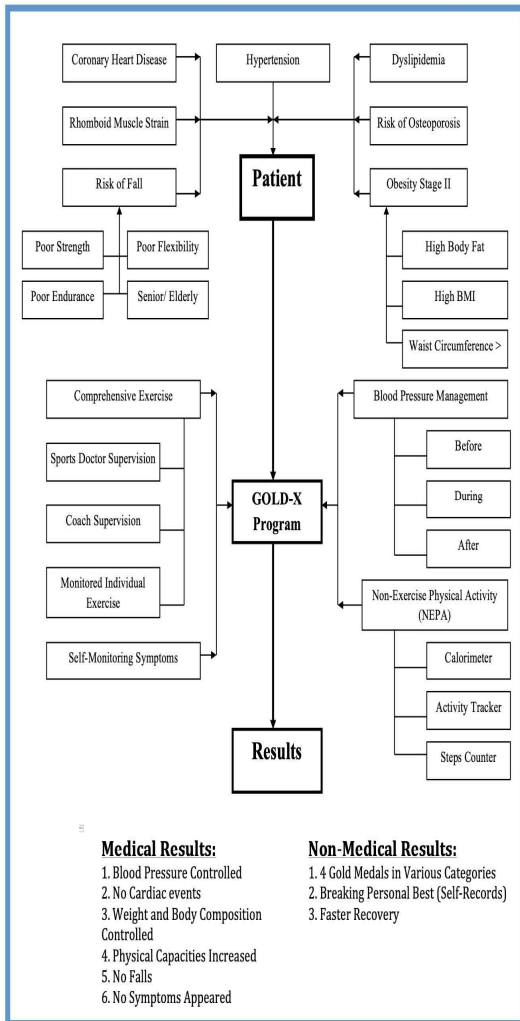 Coronary Heart Disease
Hypertension
Dyslipidemia
Rhomboid Muscle Strain
Risk of Osteoporosis
Risk of Fall
Patient
Obesity Stage II
Poor Strength
Poor Flexibility
High Body Fat
Poor Endurance
Senior/ Elderly
High BMI
Waist Circumference >
Comprehensive Exercise
Blood Pressure Management
Sports Doctor Supervision
Before
Coach Supervision
GOLD-X
Program
During
After
Monitored Individual
Exercise
Non-Exercise Physical Activity
(NEPA)
Self-Monitoring Symptoms
Calorimeter
Activity Tracker
Results
Steps Counter
Medical Results:
1. Blood Pressure Controlled
2. No Cardiac events
3. Weight and Body Composition
Controlled
4. Physical Capacities Increased
5. No Falls
6. No Symptoms Appeared
Non-Medical Results:
1. 4 Gold Medals in Various Categories
2. Breaking Personal Best (Self-Records)
3. Faster Recovery